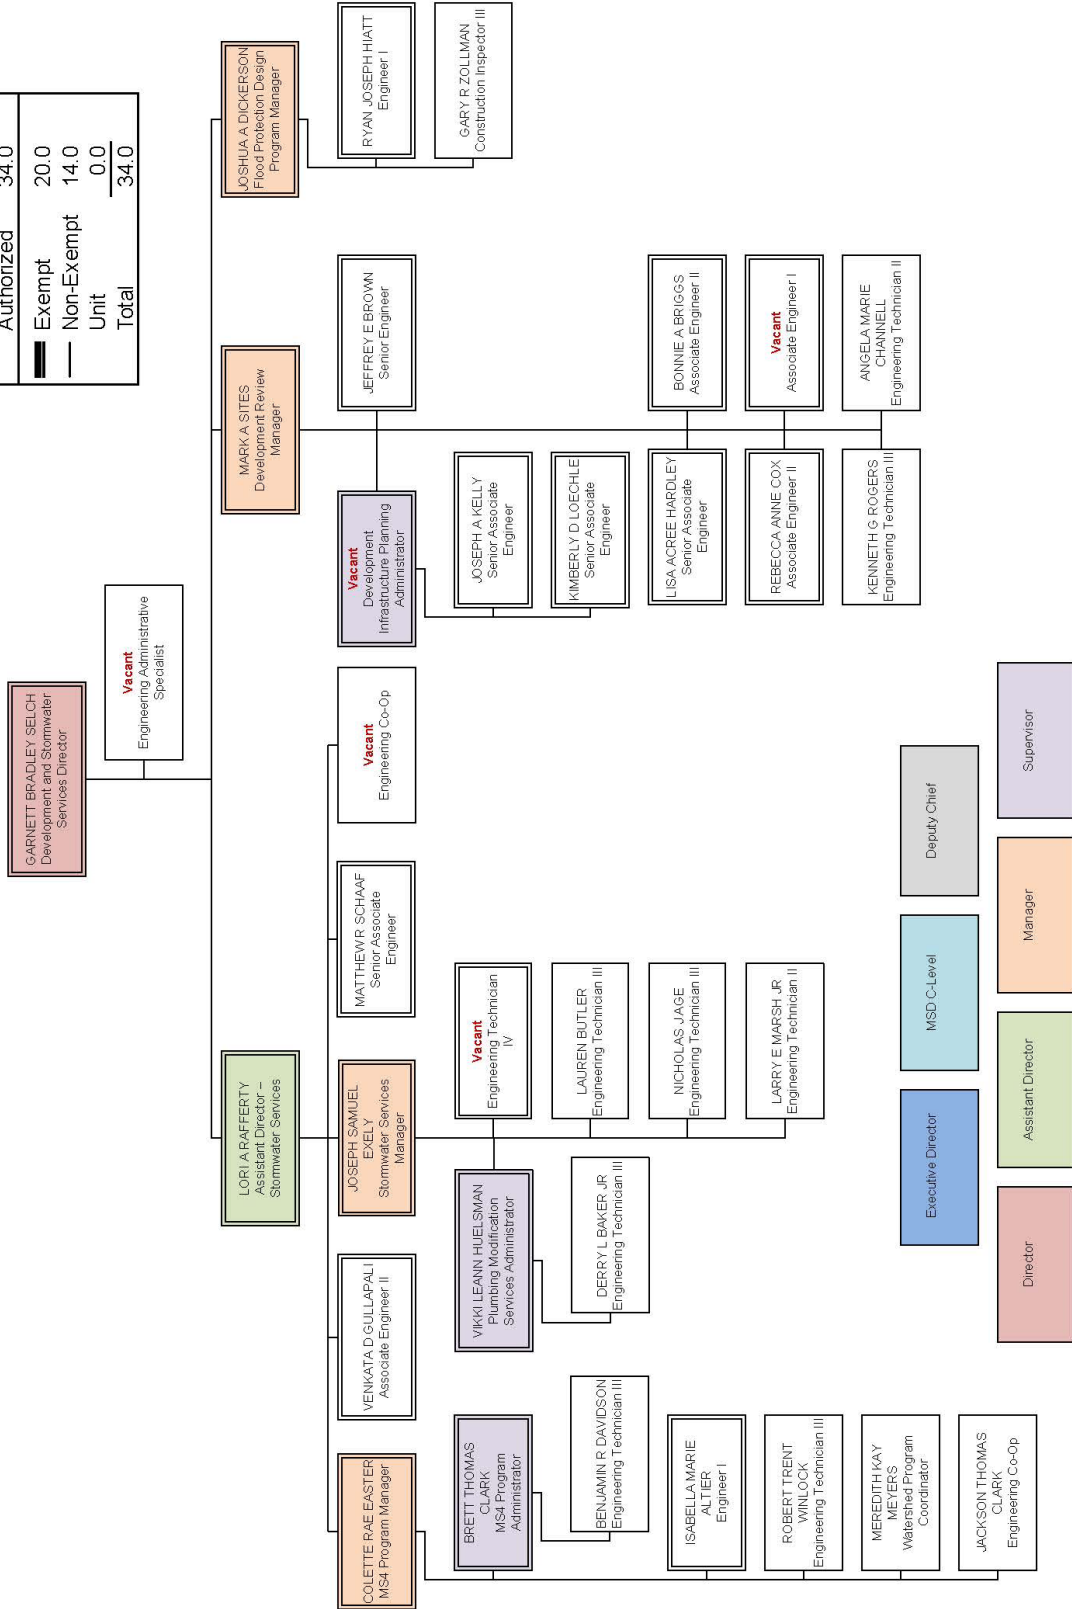 Authorized 34.0
Exempt 20.0
Non-Exempt 14.0
Unit 0.0
Total 34.0
GARNETT BRADLEY SELCH
Development and Stormwater
Services Director
Vacant
Engineering Administrative
Specialist
LORI A RAFFERTY
Assistant Director –
Stormwater Services
MARK A SITES
Development Review
Manager
JOSHUA A DICKERSON
Flood Protection Design
Program Manager
COLETTE RAE EASTER
MS4 Program Manager
VENKATA D GULLAPALI
Associate Engineer II
JOSEPH SAMUEL
EXELY
Stormwater Services
Manager
MATTHEW R SCHAAF
Senior Associate
Engineer
Vacant
Engineering Co-Op
Vacant
Development
Infrastructure Planning
Administrator
JEFFREY E BROWN
Senior Engineer
RYAN JOSEPH HIATT
Engineer I
GARY R ZOLLMAN
Construction Inspector III
BRETT THOMAS
CLARK
MS4 Program
Administrator
BENJAMIN R DAVIDSON
Engineering Technician III
ISABELLA MARIE
ALTIER
Engineer I
ROBERT TRENT
WINLOCK
Engineering Technician III
MEREDITH KAY
MEYERS
Watershed Program
Coordinator
JACKSON THOMAS
CLARK
Engineering Co-Op
VIKKI LEANN HUELSMAN
Plumbing Modification
Services Administrator
DERRY L BAKER JR
Engineering Technician III
Vacant
Engineering Technician
IV
LAUREN BUTLER
Engineering Technician III
NICHOLAS JAGE
Engineering Technician III
LARRY E MARSH JR
Engineering Technician II
JOSEPH A KELLY
Senior Associate
Engineer
KIMBERLY D LOECHLE
Senior Associate
Engineer
LISA ACREE HARDLEY
Senior Associate
Engineer
BONNIE A BRIGGS
Associate Engineer II
REBECCA ANNE COX
Associate Engineer II
Vacant
Associate Engineer I
KENNETH G ROGERS
Engineering Technician III
ANGELA MARIE
CHANNELL
Engineering Technician II
Executive Director
MSD C-Level
Deputy Chief
Director
Assistant Director
Manager
Supervisor